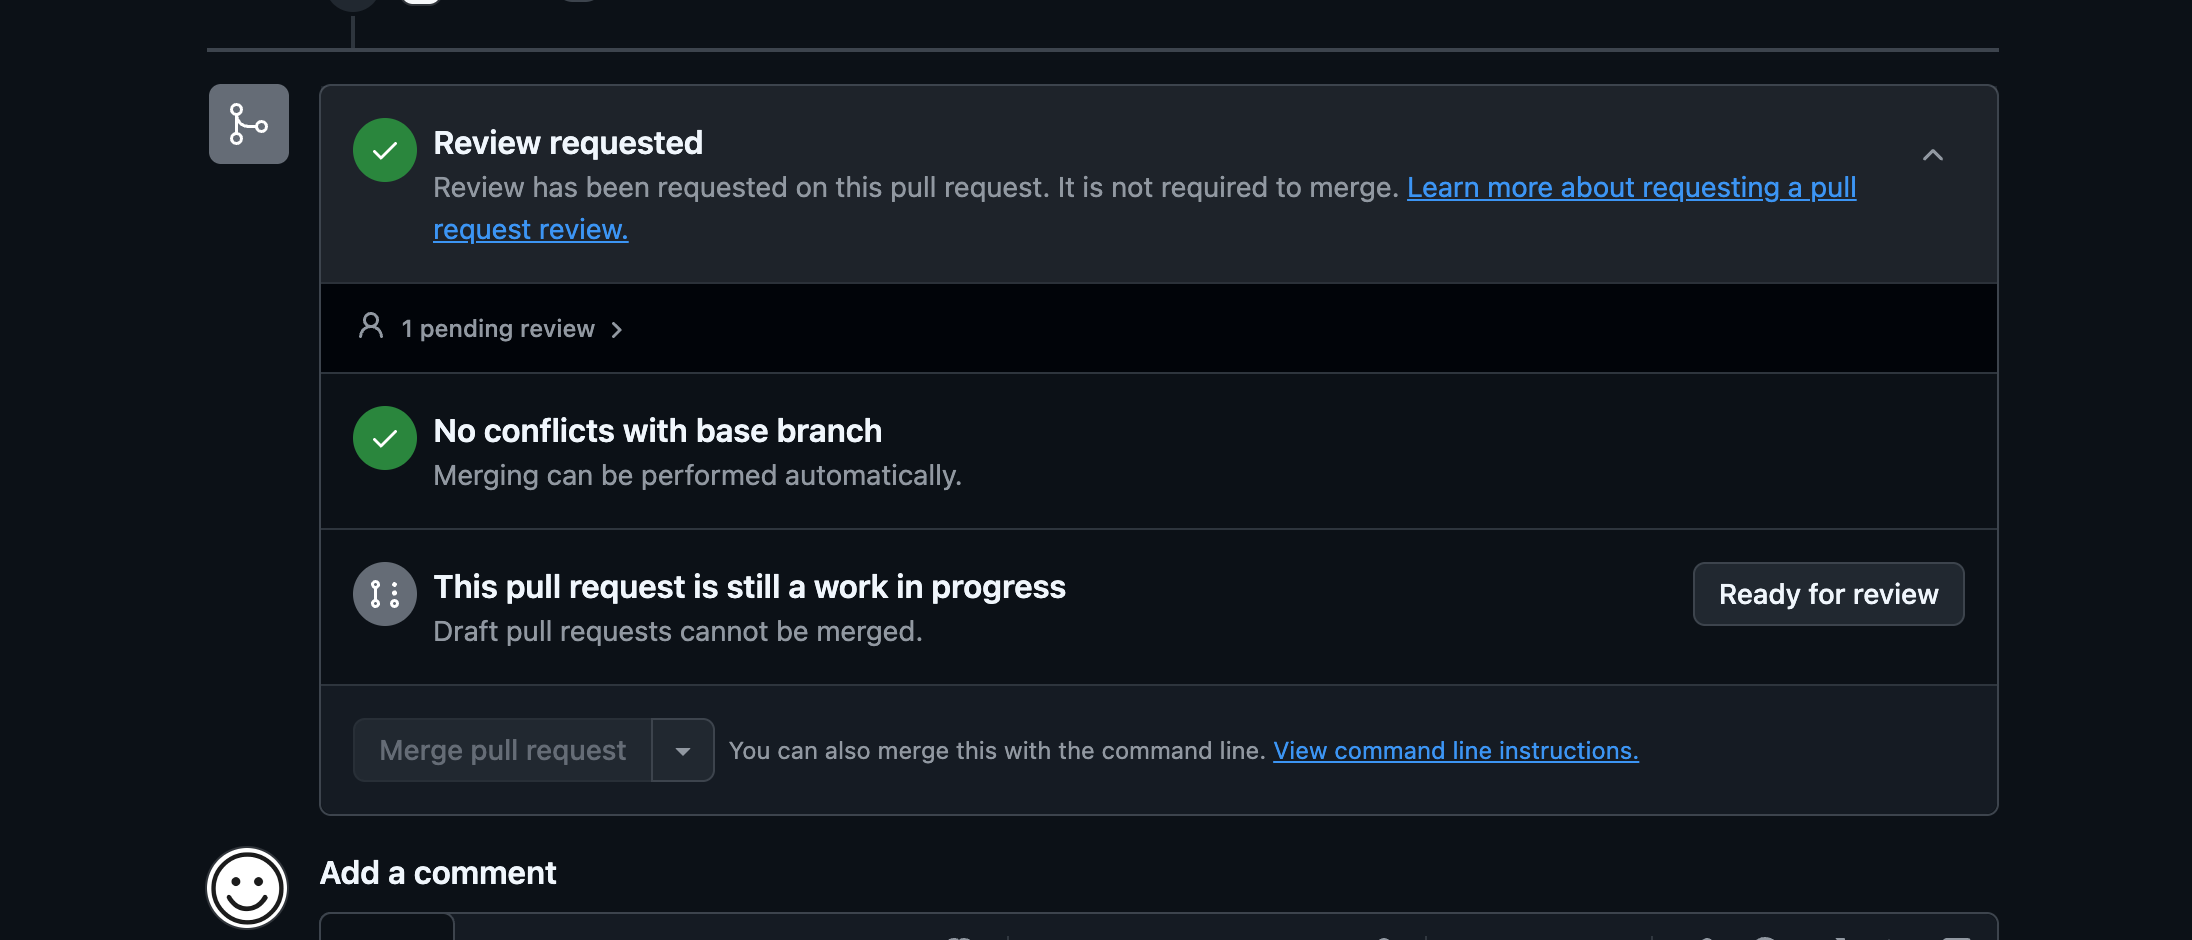 Review requested
Review has been requested on this pull request. It is not required to merge. Learn more about requesting a pull
request review.
1 pending review
No conflicts with base branch
Merging can be performed automatically.
This pull request is still a work in progress
Draft pull requests cannot be merged.
Ready for review
Merge pull request
You can also merge this with the command line. View command line instructions.
Add a comment